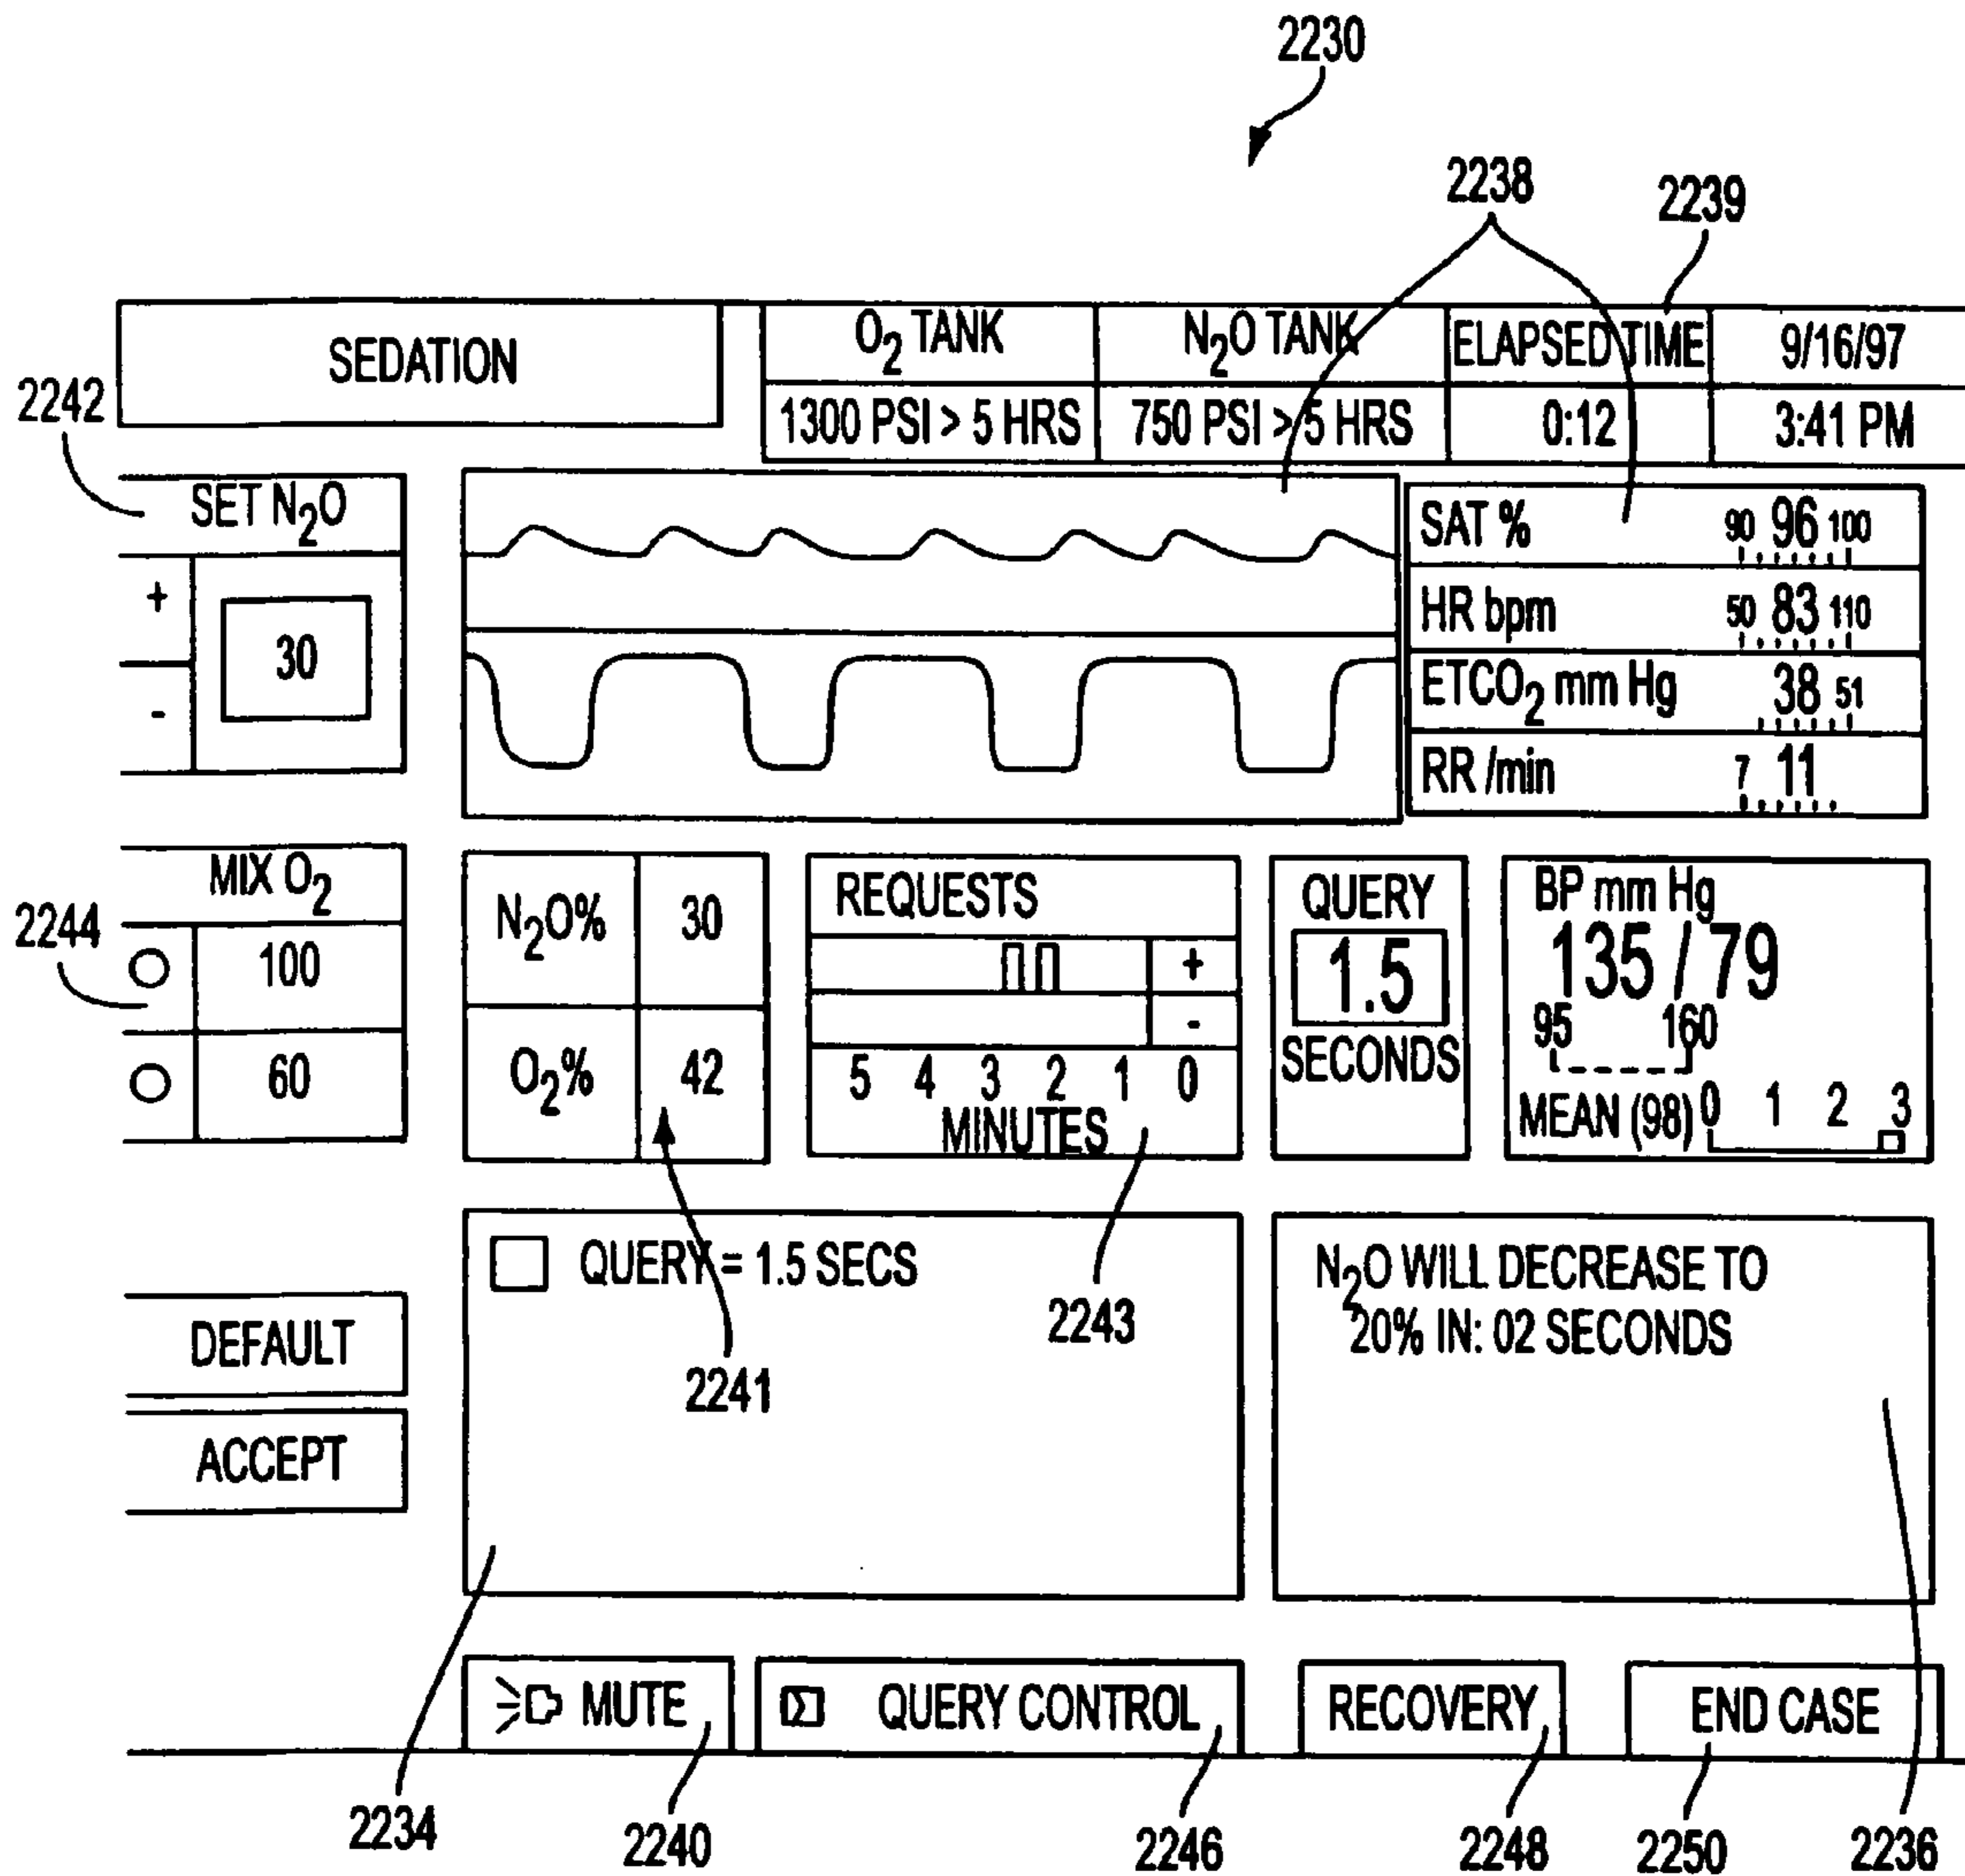 2230
2238
2239
SEDATION
O₂ TANK
N₂O TANK
ELAPSED TIME
9/16/97
1300 PSI > 5 HRS
750 PSI > 5 HRS
0:12
3:41 PM
2242
SET N₂O
+
30
-
SAT %
90 96 100
HR bpm
50 83 110
ETCO₂ mm Hg
38 51
RR /min
7 11
2244
MIX O₂
100
60
N₂O% 30
O₂% 42
REQUESTS
+
-
5 4 3 2 1 0
MINUTES
QUERY
1.5
SECONDS
BP mm Hg
135 / 79
95 160
MEAN (98) 0 1 2 3
DEFAULT
ACCEPT
QUERY = 1.5 SECS
2241
2243
N₂O WILL DECREASE TO
20% IN: 02 SECONDS
MUTE
Σ QUERY CONTROL
RECOVERY
END CASE
2234
2240
2246
2248
2250
2236